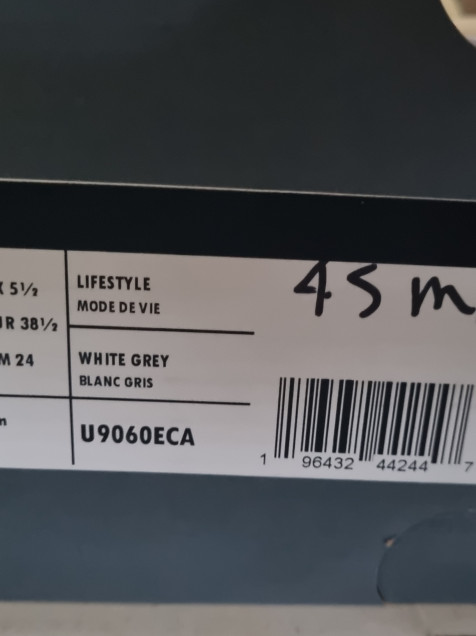 45 m
K 5½
UR 38½
M 24
n
LIFESTYLE
MODE DE VIE
WHITE GREY
BLANC GRIS
U9060ECA
1 96432 44244 7